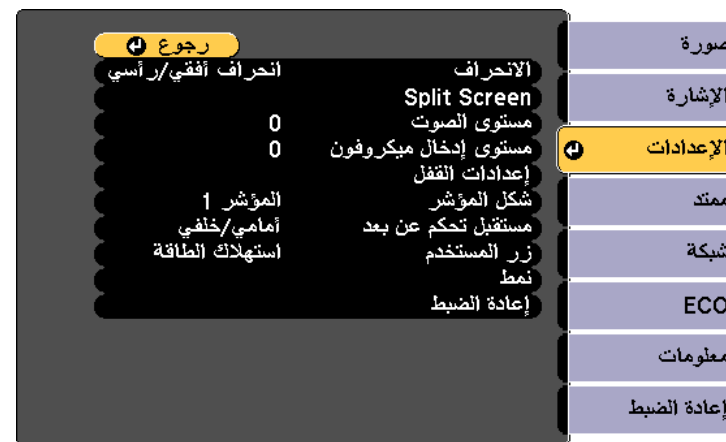 صورة
الإشارة
الإعدادات
ممتد
شبكة
ECO
معلومات
إعادة الضبط
رجوع
الانحراف انحراف أفقي/رأسي
Split Screen
مستوى الصوت 0
مستوى إدخال ميكروفون 0
إعدادات القفل
شكل المؤشر المؤشر 1
مستقبل تحكم عن بعد أمامي/خلفي
زر المستخدم استهلاك الطاقة
نمط
إعادة الضبط